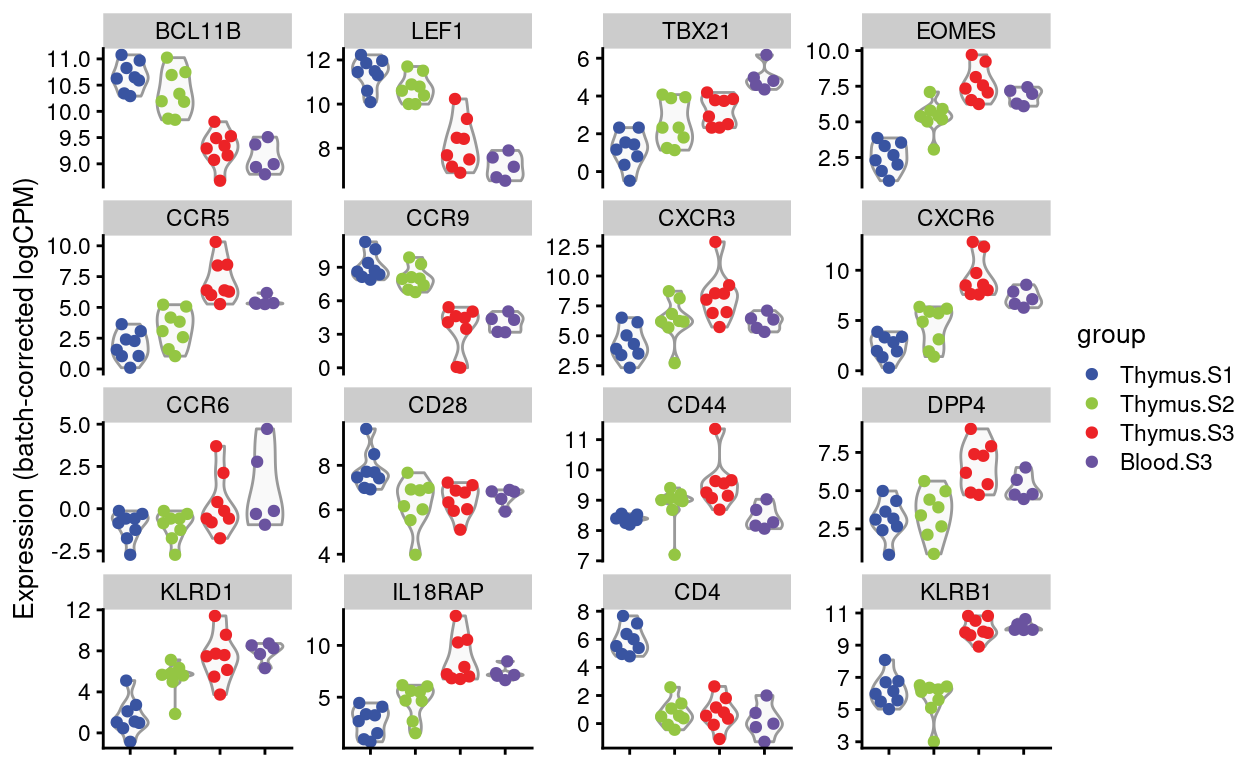 BCL11B LEF1 TBX21 EOMES
11.0 10.5 10.0 9.5 9.0
12 10 8
6 4 2 0
10.0 7.5 5.0 2.5
CCR5 CCR9 CXCR3 CXCR6
10.0 7.5 5.0 2.5 0.0
9 6 3 0
12.5 10.0 7.5 5.0 2.5
10 5 0
CCR6 CD28 CD44 DPP4
5.0 2.5 0.0 -2.5
8 6 4
11 10 9 8 7
7.5 5.0 2.5
KLRD1 IL18RAP CD4 KLRB1
12 8 4 0
10 5
8 6 4 2 0
11 9 7 5 3
Expression (batch-corrected logCPM)
group
Thymus.S1
Thymus.S2
Thymus.S3
Blood.S3